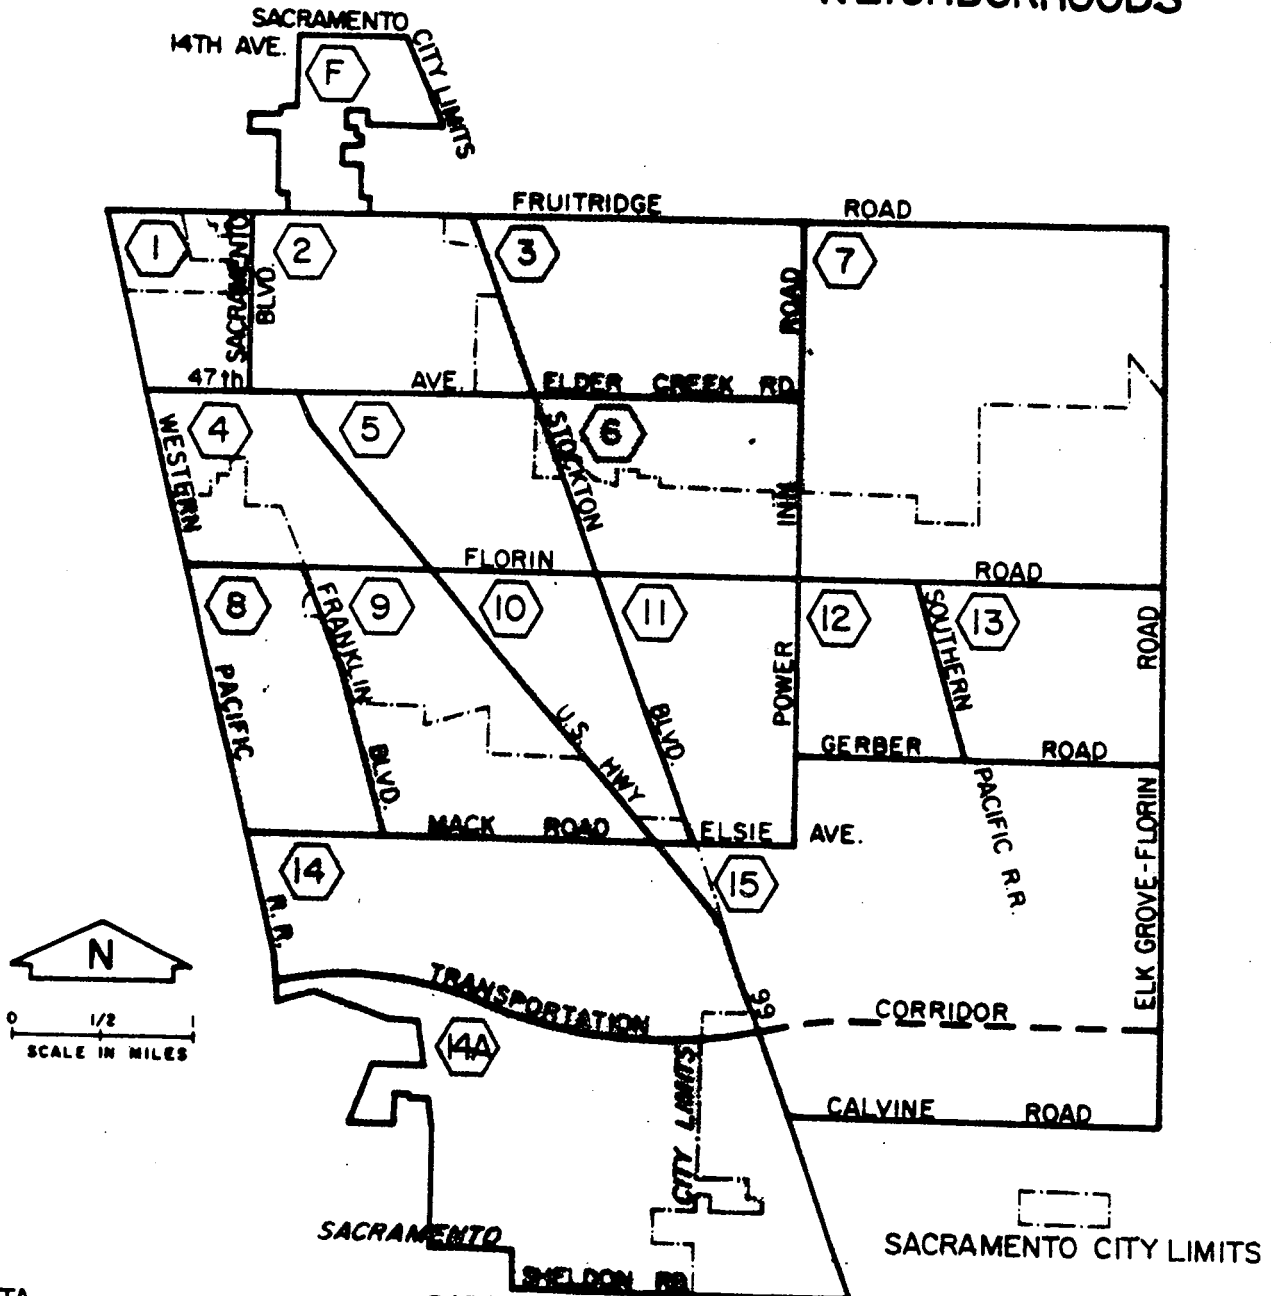 SACRAMENTO
14TH AVE.
CITY LIMITS
F
FRUITRIDGE ROAD
1
SACRAMENTO
BLVD.
2
3
ROAD
7
47th AVE.
ELDER CREEK RD.
WESTERN
4
5
STOCKTON
6
INN
FLORIN ROAD
8
FRANKLIN
9
10
11
12
SOUTHERN
13
ROAD
PACIFIC
BLVD.
U.S. HWY
BLVD.
POWER
GERBER ROAD
MACK ROAD
ELSIE AVE.
PACIFIC R.R.
ELK GROVE-FLORIN
14
15
R.R.
N
0 1/2 1
SCALE IN MILES
TRANSPORTATION
99
CORRIDOR
14A
CITY LIMITS
CALVINE ROAD
SACRAMENTO
SHELDON RD.
SACRAMENTO CITY LIMITS